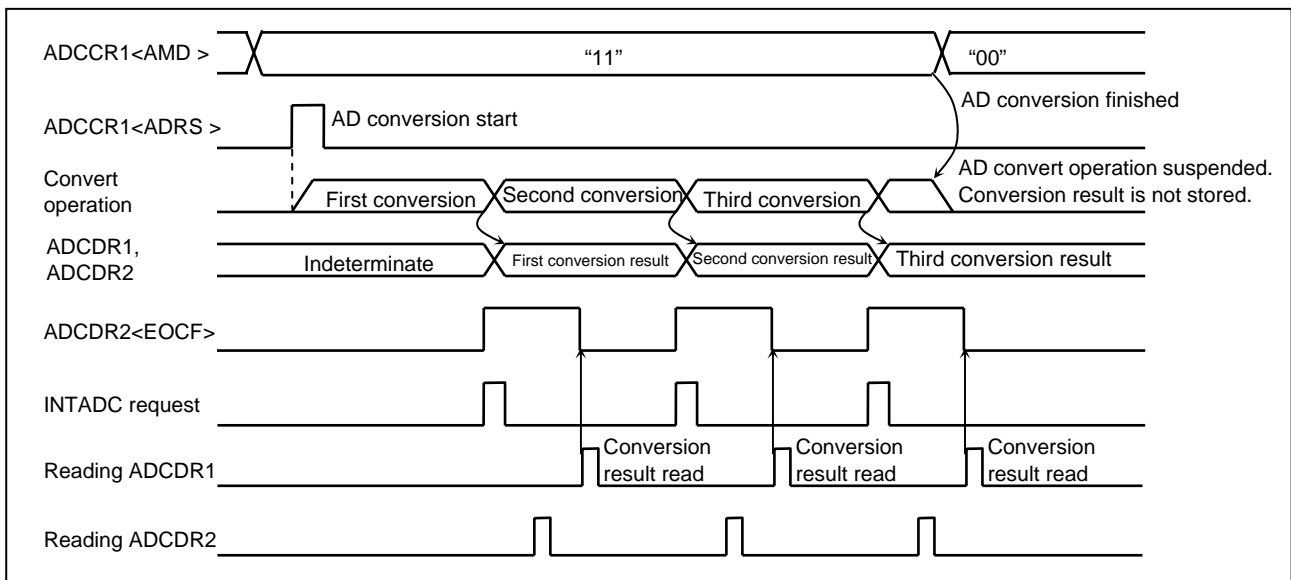 ADCCR1<AMD >
“11”
“00”
AD conversion finished
ADCCR1<ADRS >
AD conversion start
Convert
operation
First conversion
Second conversion
Third conversion
AD convert operation suspended.
Conversion result is not stored.
ADCDR1,
ADCDR2
Indeterminate
First conversion result
Second conversion result
Third conversion result
ADCDR2<EOCF>
INTADC request
Reading ADCDR1
Conversion
result read
Conversion
result read
Conversion
result read
Reading ADCDR2